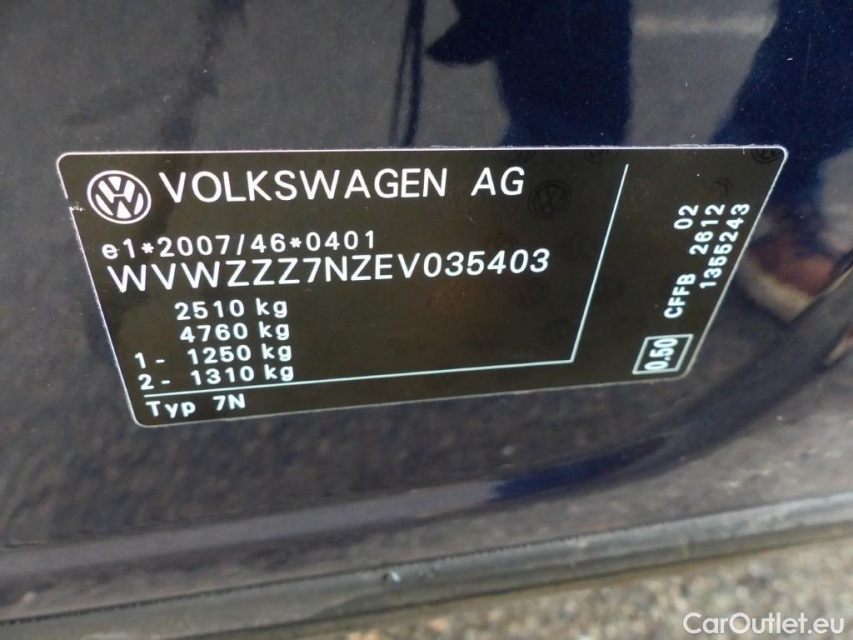 VOLKSWAGEN AG
e1*2007/46*0401
WVWZZZ7NZEV035403
2510 kg
4760 kg
1- 1250 kg
2- 1310 kg
Typ 7N
02
CFFB 2612
1355243
0.50
CarOutlet.eu